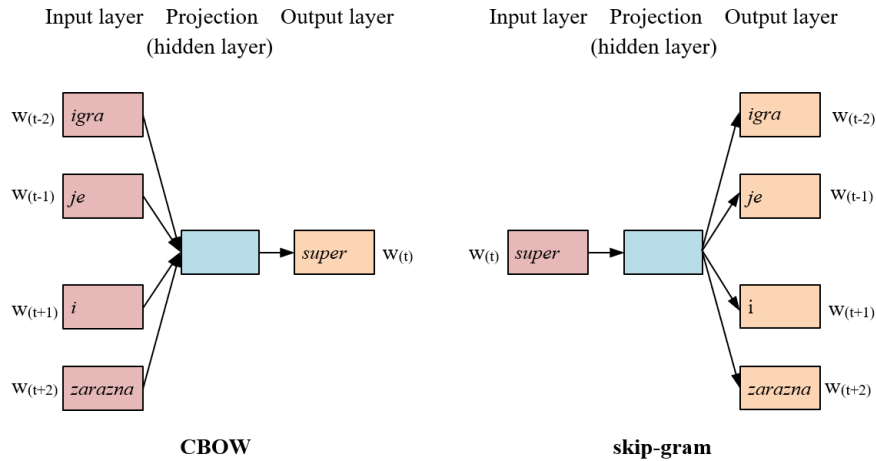 Input layer Projection Output layer
(hidden layer)
W(t-2) igra
W(t-1) je
super W(t)
W(t+1) i
W(t+2) zarazna
CBOW
Input layer Projection Output layer
(hidden layer)
igra W(t-2)
je W(t-1)
W(t) super
i W(t+1)
zarazna W(t+2)
skip-gram